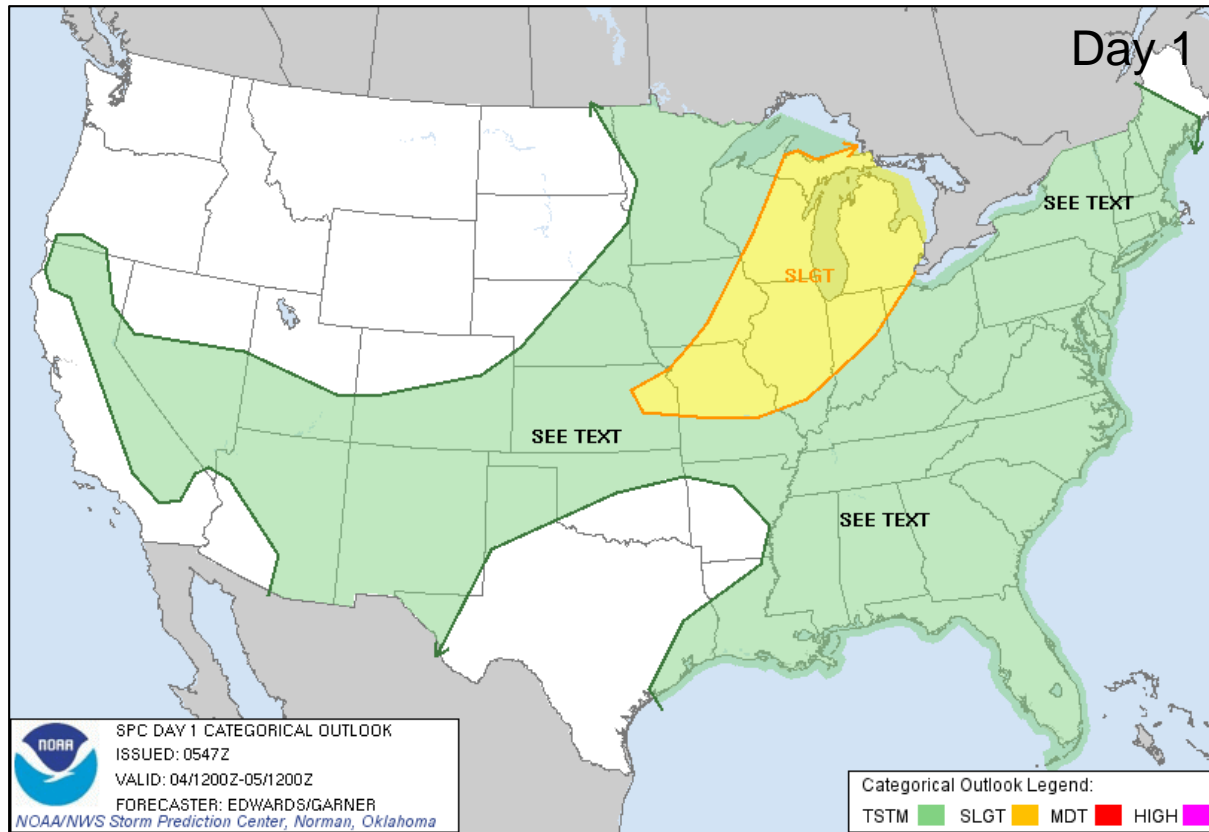 Day 1
SEE TEXT
SLGT
SEE TEXT
SEE TEXT
NOAA
SPC DAY 1 CATEGORICAL OUTLOOK
ISSUED: 0547Z
VALID: 04/1200Z-05/1200Z
FORECASTER: EDWARDS/GARNER
NOAA/NWS Storm Prediction Center, Norman, Oklahoma
Categorical Outlook Legend:
TSTM SLGT MDT HIGH